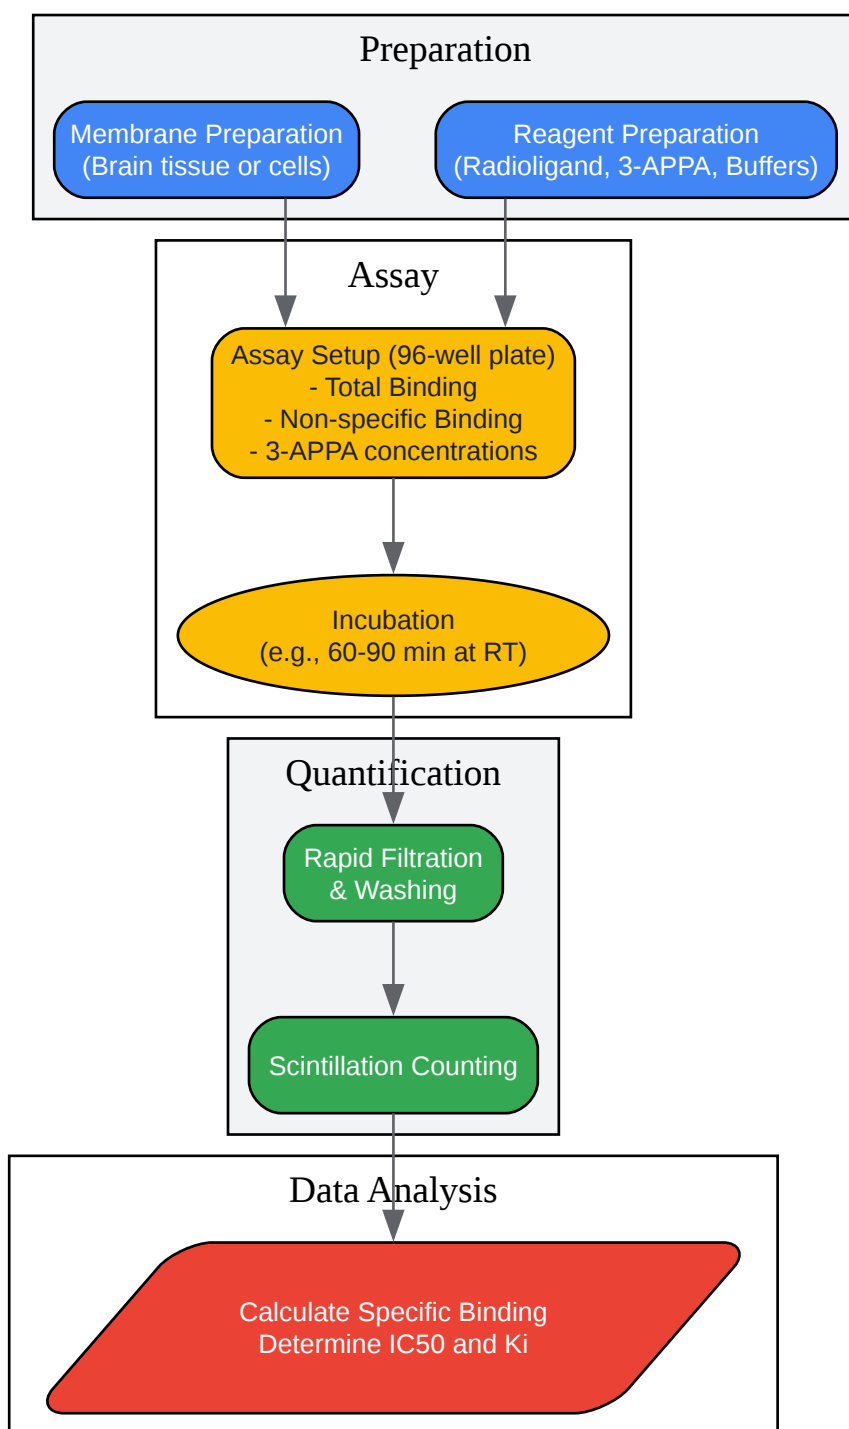 Preparation
Membrane Preparation
(Brain tissue or cells)
Reagent Preparation
(Radioligand, 3-APPA, Buffers)
Assay
Assay Setup (96-well plate)
- Total Binding
- Non-specific Binding
- 3-APPA concentrations
Incubation
(e.g., 60-90 min at RT)
Quantification
Rapid Filtration
& Washing
Scintillation Counting
Data Analysis
Calculate Specific Binding
Determine IC50 and Ki